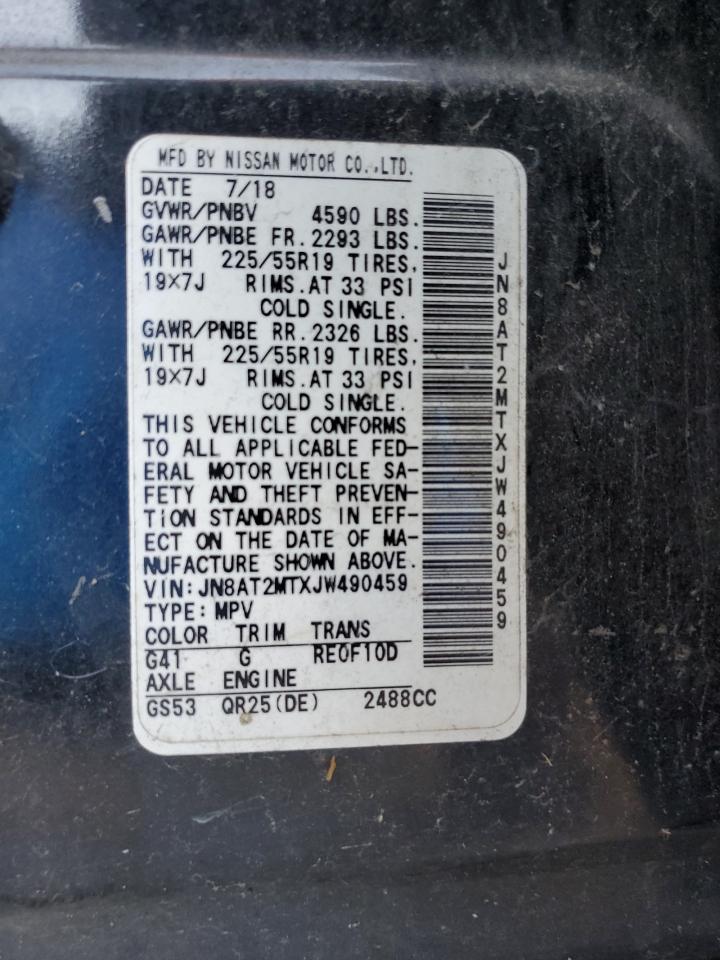 MFD BY NISSAN MOTOR CO.,LTD.
DATE 7/18
GVWR/PNBV 4590 LBS.
GAWR/PNBE FR.2293 LBS.
WITH 225/55R19 TIRES,
19×7J RIMS.AT 33 PSI
COLD SINGLE.
GAWR/PNBE RR.2326 LBS.
WITH 225/55R19 TIRES,
19×7J RIMS.AT 33 PSI
COLD SINGLE.
THIS VEHICLE CONFORMS
TO ALL APPLICABLE FED-
ERAL MOTOR VEHICLE SA-
FETY AND THEFT PREVEN-
TION STANDARDS IN EFF-
ECT ON THE DATE OF MA-
NUFACTURE SHOWN ABOVE.
VIN:JN8AT2MTXJW490459
TYPE:MPV
COLOR TRIM TRANS
G41 G RE0F10D
AXLE ENGINE
GS53 QR25(DE) 2488CC
JN8AT2MTXJW490459